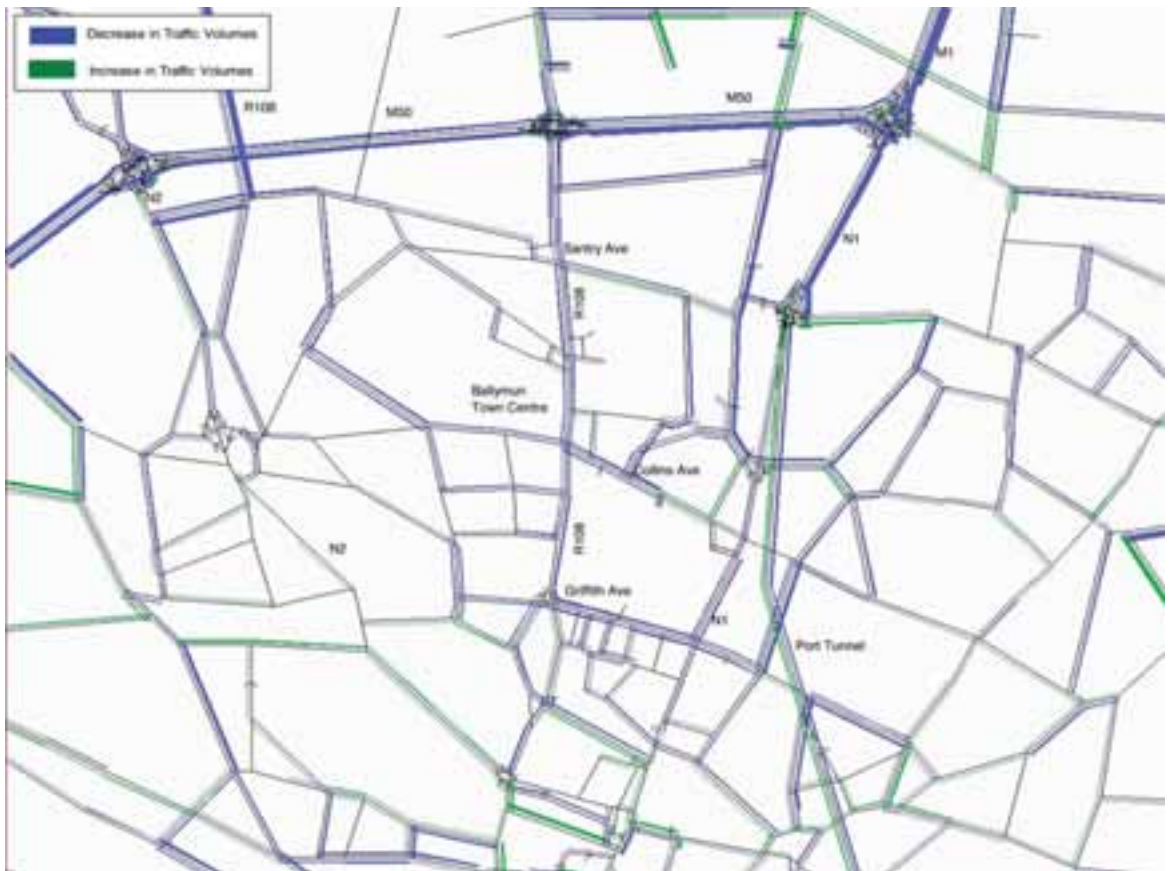 Decrease in Traffic Volumes
Increase in Traffic Volumes
M1
R108
M50
M50
N2
N1
Santry Ave
R108
Ballymun
Town Centre
Collins Ave
R108
N2
Griffith Ave
N1
Port Tunnel